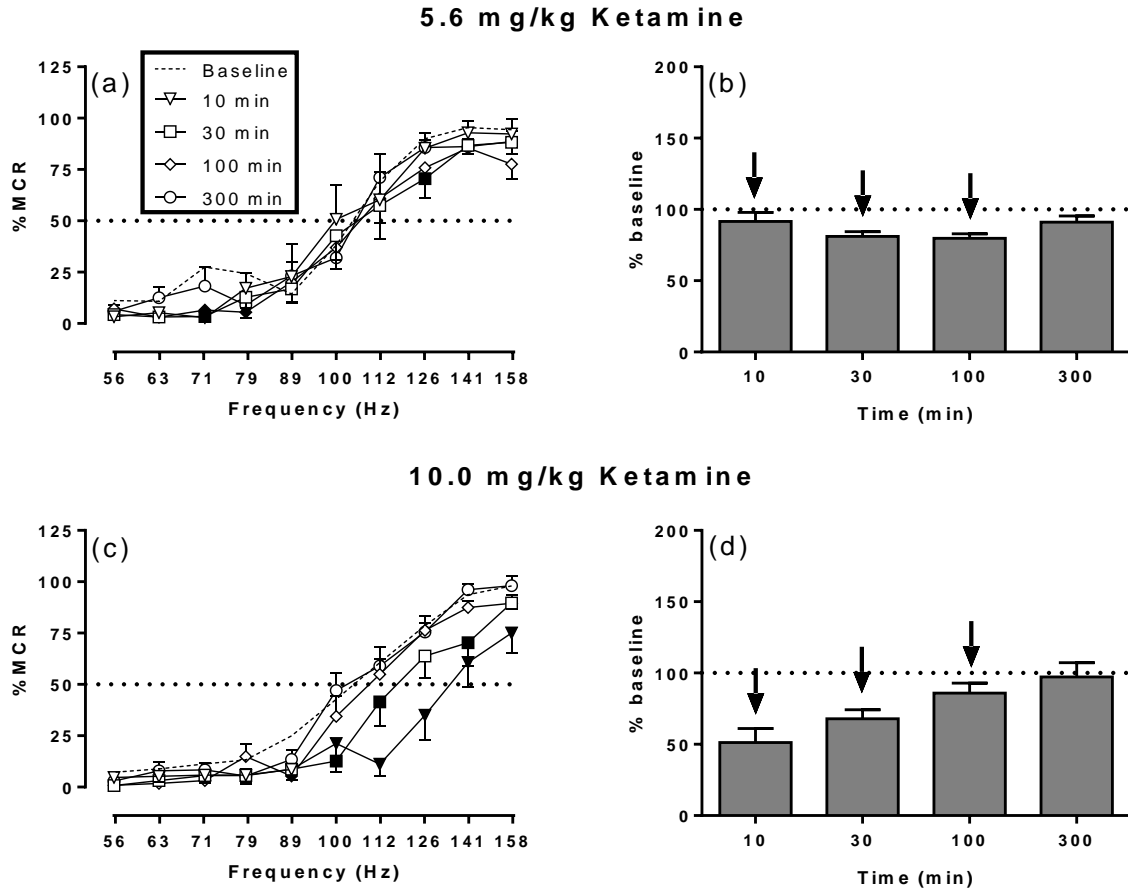 5.6 mg/kg Ketamine
(a)
Baseline
10 min
30 min
100 min
300 min
%MCR
125
100
75
50
25
0
56 63 71 79 89 100 112 126 141 158
Frequency (Hz)
(b)
% baseline
200
150
100
50
0
10 30 100 300
Time (min)
10.0 mg/kg Ketamine
(c)
%MCR
125
100
75
50
25
0
56 63 71 79 89 100 112 126 141 158
Frequency (Hz)
(d)
% baseline
200
150
100
50
0
10 30 100 300
Time (min)